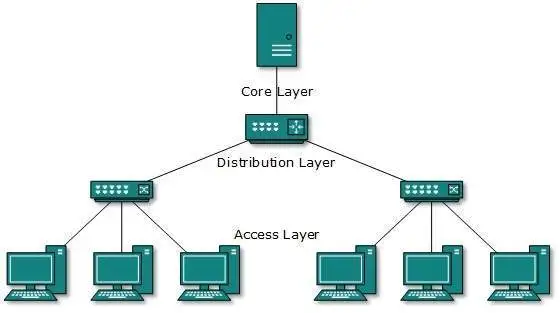 Core Layer
Distribution Layer
Access Layer